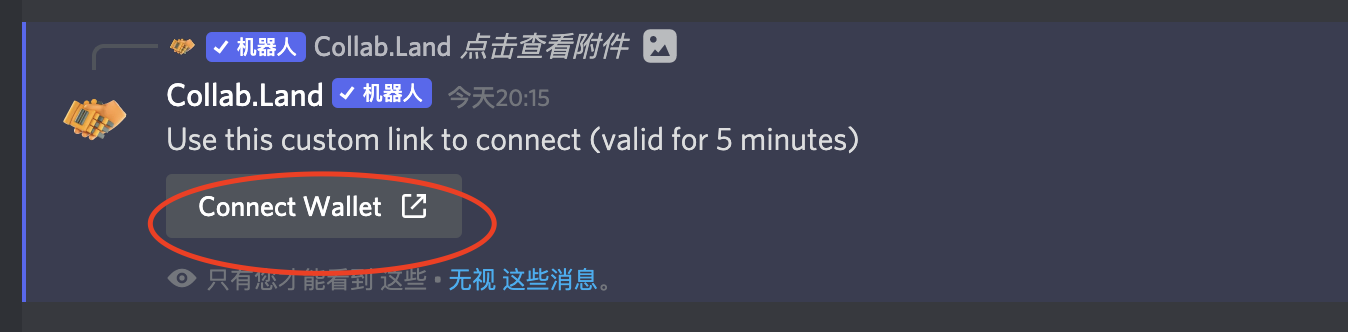 机器人 Collab.Land 点击查看附件
Collab.Land 机器人 今天20:15
Use this custom link to connect (valid for 5 minutes)
Connect Wallet
只有您才能看到 这些 • 无视 这些消息。